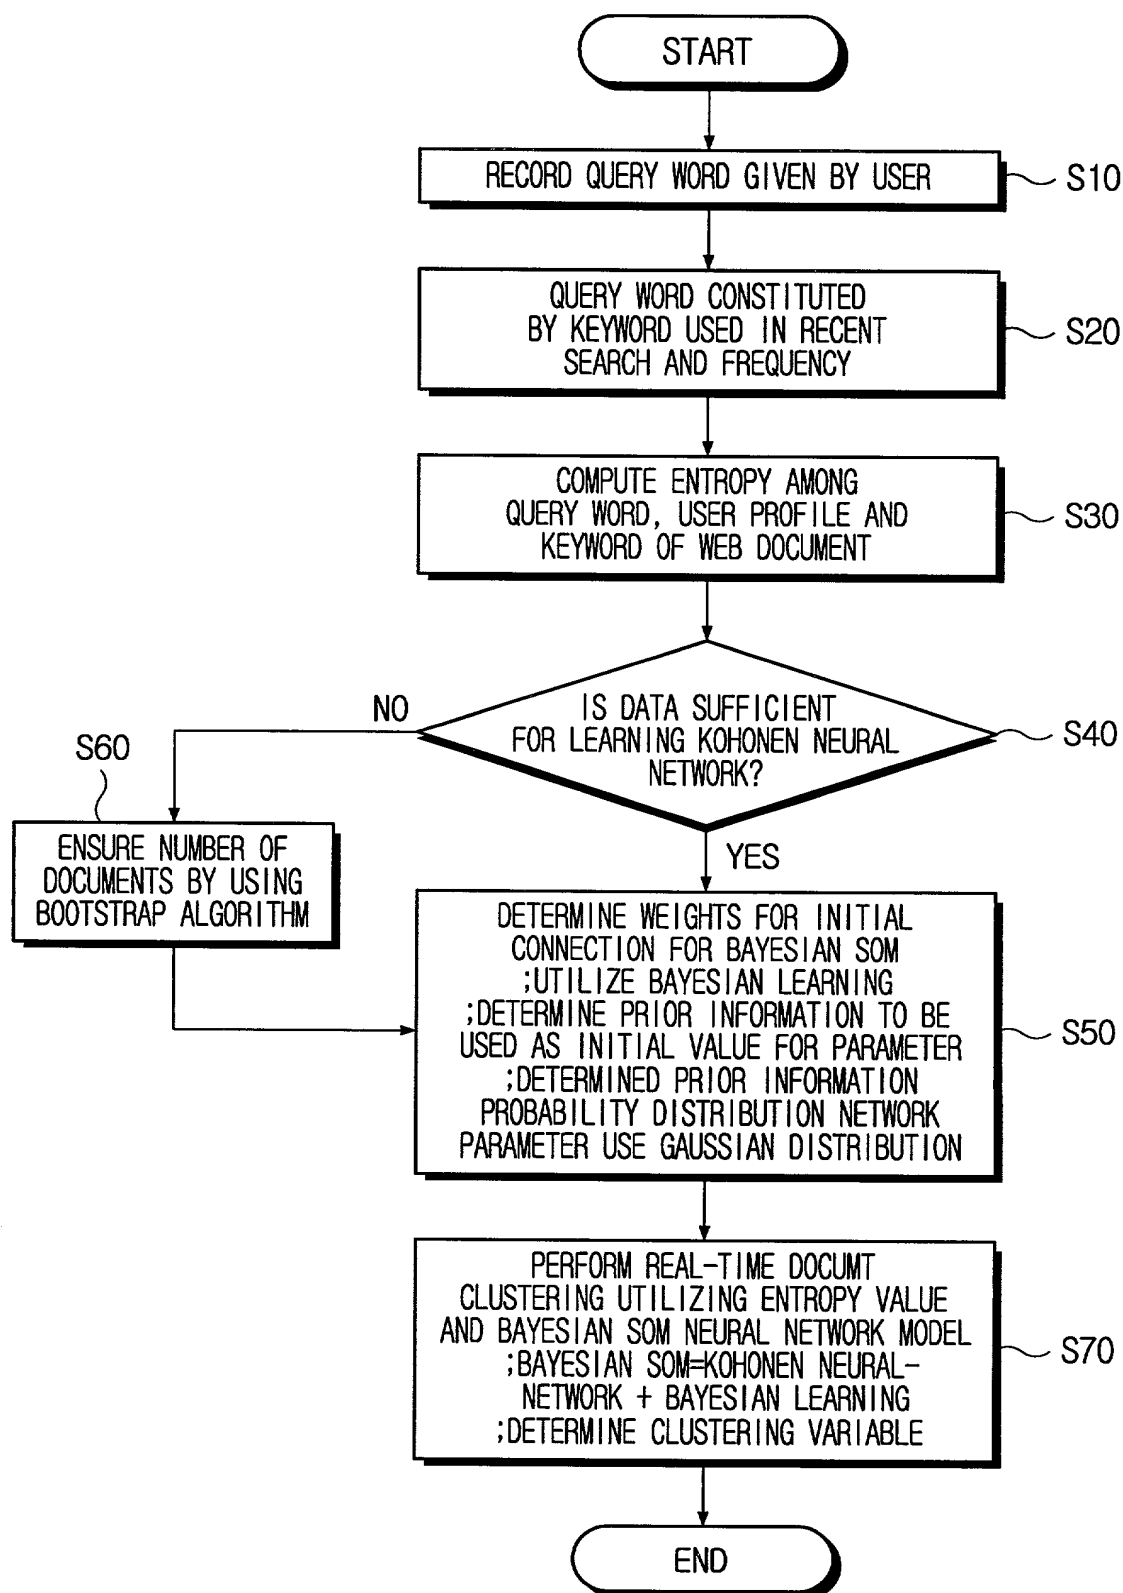 START
RECORD QUERY WORD GIVEN BY USER
S10
QUERY WORD CONSTITUTED
BY KEYWORD USED IN RECENT
SEARCH AND FREQUENCY
S20
COMPUTE ENTROPY AMONG
QUERY WORD, USER PROFILE AND
KEYWORD OF WEB DOCUMENT
S30
IS DATA SUFFICIENT
FOR LEARNING KOHONEN NEURAL
NETWORK?
S40
NO
S60
ENSURE NUMBER OF
DOCUMENTS BY USING
BOOTSTRAP ALGORITHM
YES
DETERMINE WEIGHTS FOR INITIAL
CONNECTION FOR BAYESIAN SOM
;UTILIZE BAYESIAN LEARNING
;DETERMINE PRIOR INFORMATION TO BE
USED AS INITIAL VALUE FOR PARAMETER
;DETERMINED PRIOR INFORMATION
PROBABILITY DISTRIBUTION NETWORK
PARAMETER USE GAUSSIAN DISTRIBUTION
S50
PERFORM REAL-TIME DOCUMT
CLUSTERING UTILIZING ENTROPY VALUE
AND BAYESIAN SOM NEURAL NETWORK MODEL
;BAYESIAN SOM=KOHONEN NEURAL-
NETWORK + BAYESIAN LEARNING
;DETERMINE CLUSTERING VARIABLE
S70
END